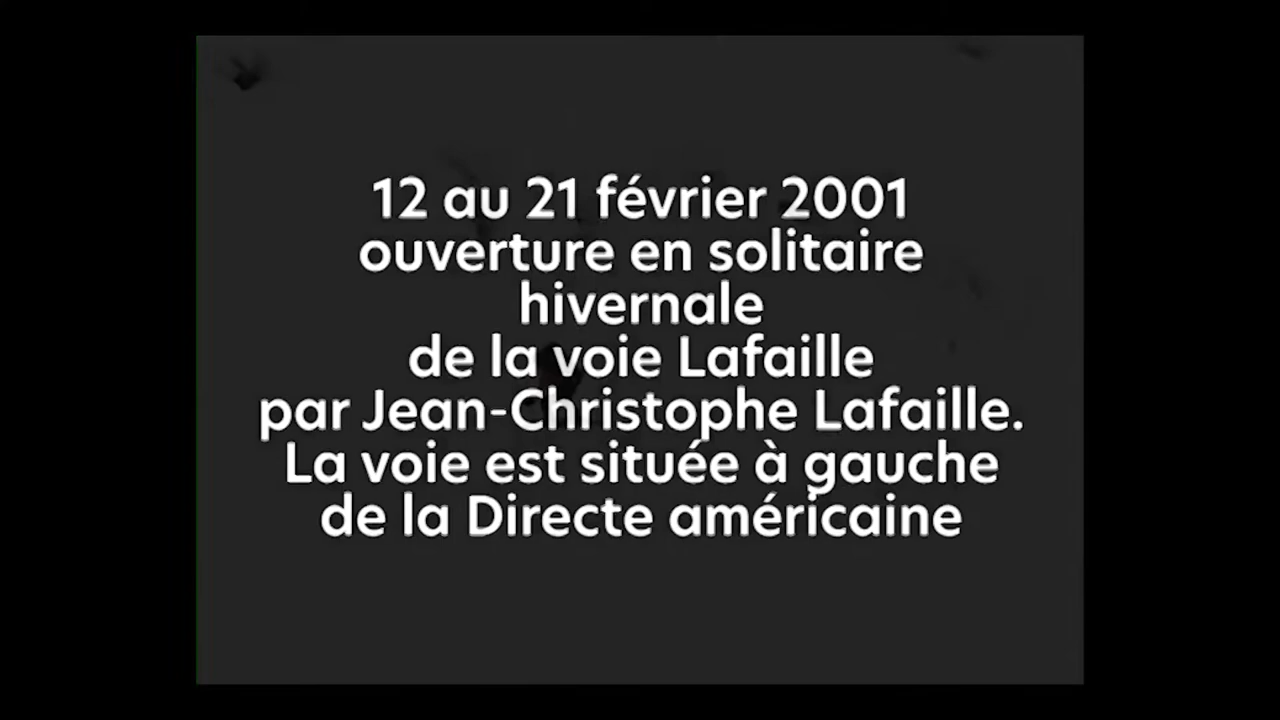 12 au 21 février 2001
ouverture en solitaire
hivernale
de la voie Lafaille
par Jean-Christophe Lafaille.
La voie est située à gauche
de la Directe américaine